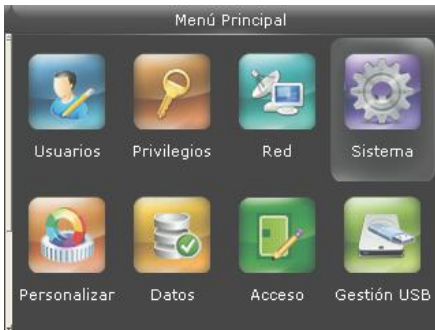 Menú Principal
Usuarios Privilegios Red Sistema
Personalizar Datos Acceso Gestión USB